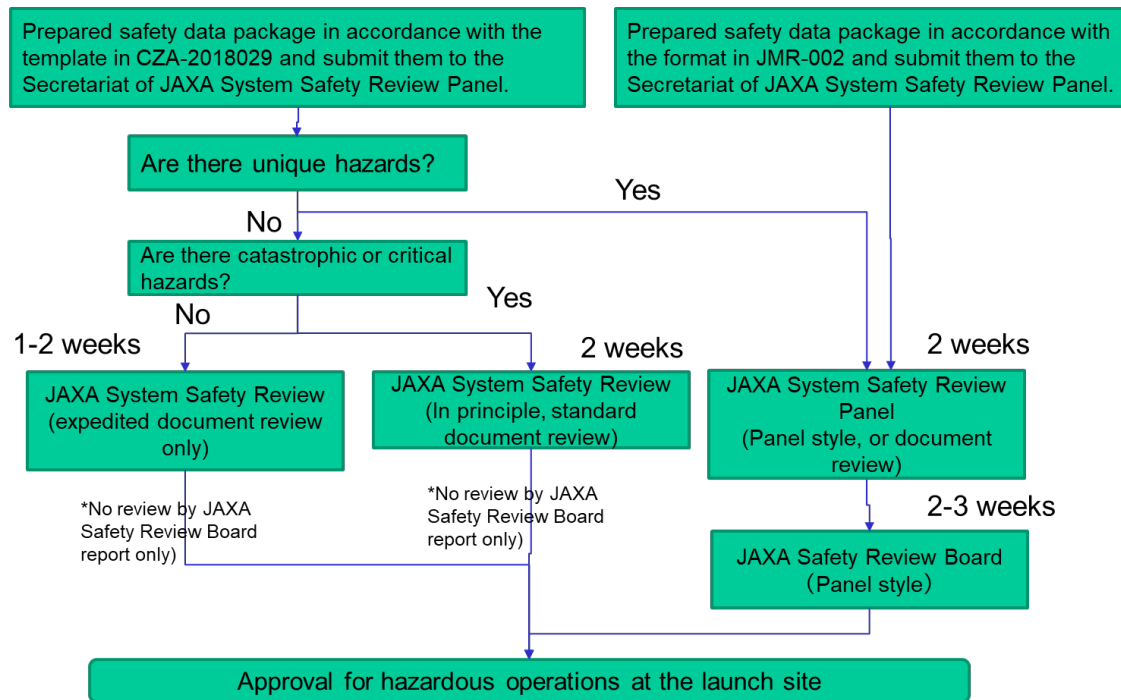 Prepared safety data package in accordance with the
template in CZA-2018029 and submit them to the
Secretariat of JAXA System Safety Review Panel.
Prepared safety data package in accordance with
the format in JMR-002 and submit them to the
Secretariat of JAXA System Safety Review Panel.
Are there unique hazards?
Yes
No
Are there catastrophic or critical
hazards?
No
Yes
1-2 weeks
2 weeks
2 weeks
JAXA System Safety Review
(expedited document review
only)
JAXA System Safety Review
(In principle, standard
document review)
JAXA System Safety Review
Panel
(Panel style, or document
review)
*No review by JAXA
Safety Review Board
report only)
*No review by JAXA
Safety Review Board
report only)
2-3 weeks
JAXA Safety Review Board
（Panel style）
Approval for hazardous operations at the launch site